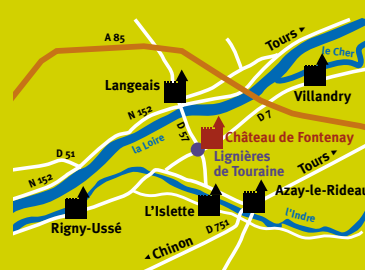 A 85
Tours
le Cher
Langeais
Villandry
N 152
D 7
la Loire
D 57
Château de Fontenay
D 51
Lignières
de Touraine
Tours
N 152
Azay-le-Rideau
L'Islette
l'Indre
Rigny-Ussé
D 751
Chinon